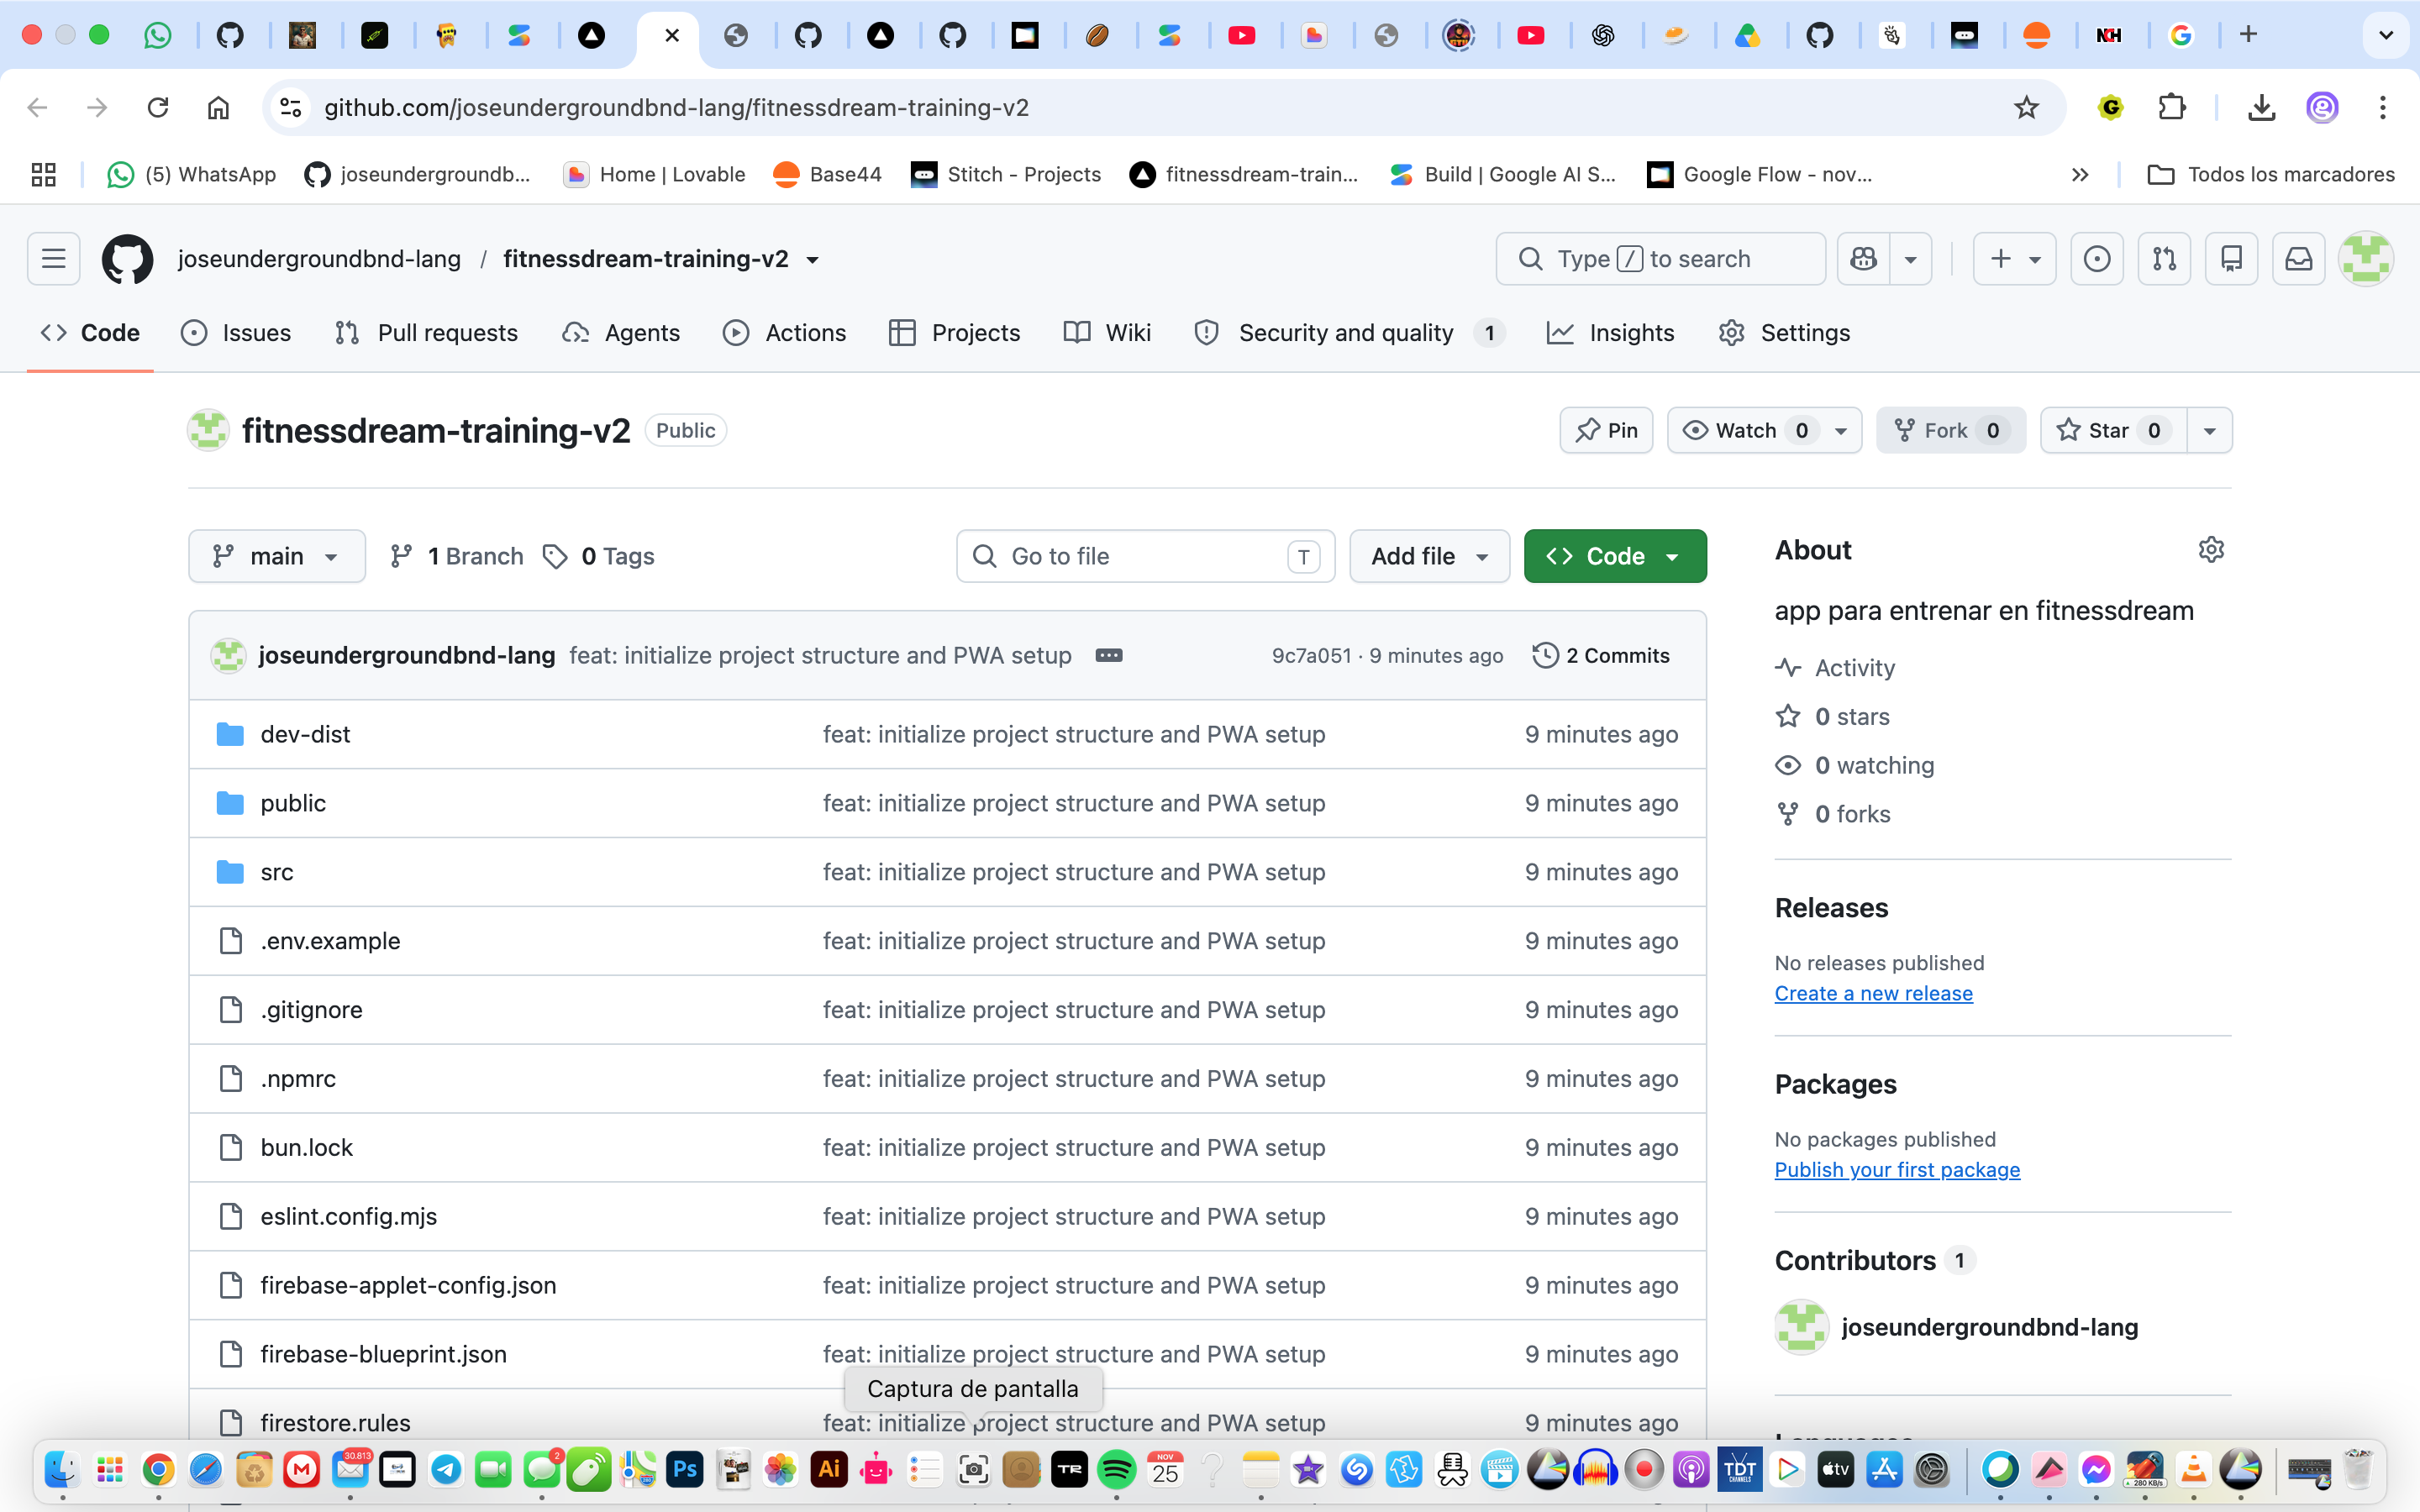 github.com/joseundergroundbnd-lang/fitnessdream-training-v2
(5) WhatsApp
joseundergroundb...
Home | Lovable
Base44
Stitch - Projects
fitnessdream-train...
Build | Google AI S...
Google Flow - nov...
Todos los marcadores
joseundergroundbnd-lang / fitnessdream-training-v2
Type / to search
Code
Issues
Pull requests
Agents
Actions
Projects
Wiki
Security and quality 1
Insights
Settings
fitnessdream-training-v2 Public
Pin
Watch 0
Fork 0
Star 0
main
1 Branch
0 Tags
Go to file T
Add file
Code
joseundergroundbnd-lang feat: initialize project structure and PWA setup 9c7a051 · 9 minutes ago 2 Commits
dev-dist feat: initialize project structure and PWA setup 9 minutes ago
public feat: initialize project structure and PWA setup 9 minutes ago
src feat: initialize project structure and PWA setup 9 minutes ago
.env.example feat: initialize project structure and PWA setup 9 minutes ago
.gitignore feat: initialize project structure and PWA setup 9 minutes ago
.npmrc feat: initialize project structure and PWA setup 9 minutes ago
bun.lock feat: initialize project structure and PWA setup 9 minutes ago
eslint.config.mjs feat: initialize project structure and PWA setup 9 minutes ago
firebase-applet-config.json feat: initialize project structure and PWA setup 9 minutes ago
firebase-blueprint.json feat: initialize project structure and PWA setup 9 minutes ago
Captura de pantalla
firestore.rules feat: initialize project structure and PWA setup 9 minutes ago
About
app para entrenar en fitnessdream
Activity
0 stars
0 watching
0 forks
Releases
No releases published
Create a new release
Packages
No packages published
Publish your first package
Contributors 1
joseundergroundbnd-lang
30.813
2
Ps
Ai
TR
NOV
25
TDT
CHANNELS
tv
280 KB/s